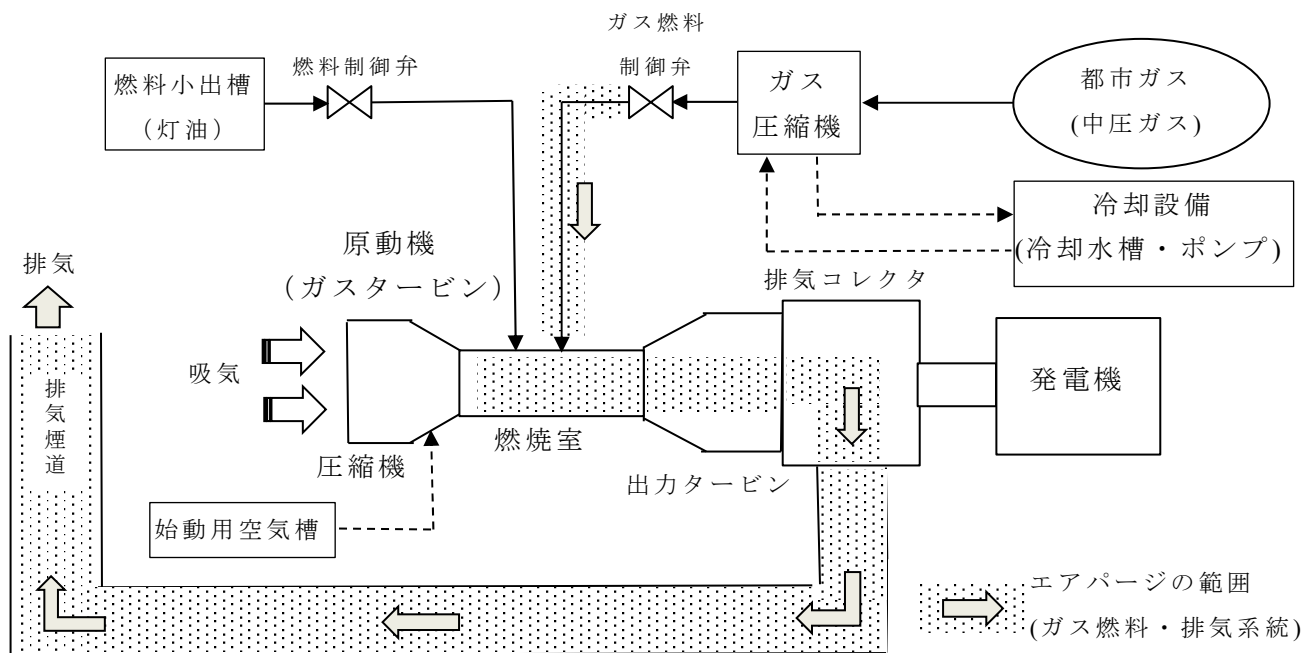 ガス燃料
制御弁
燃料制御弁
燃料小出槽
(灯油)
ガス
圧縮機
都市ガス
(中圧ガス)
冷却設備
(冷却水槽・ポンプ)
原動機
(ガスタービン)
排気コレクタ
排気
吸気
発電機
排気煙道
燃焼室
圧縮機
出力タービン
始動用空気槽
エアパージの範囲
(ガス燃料・排気系統)